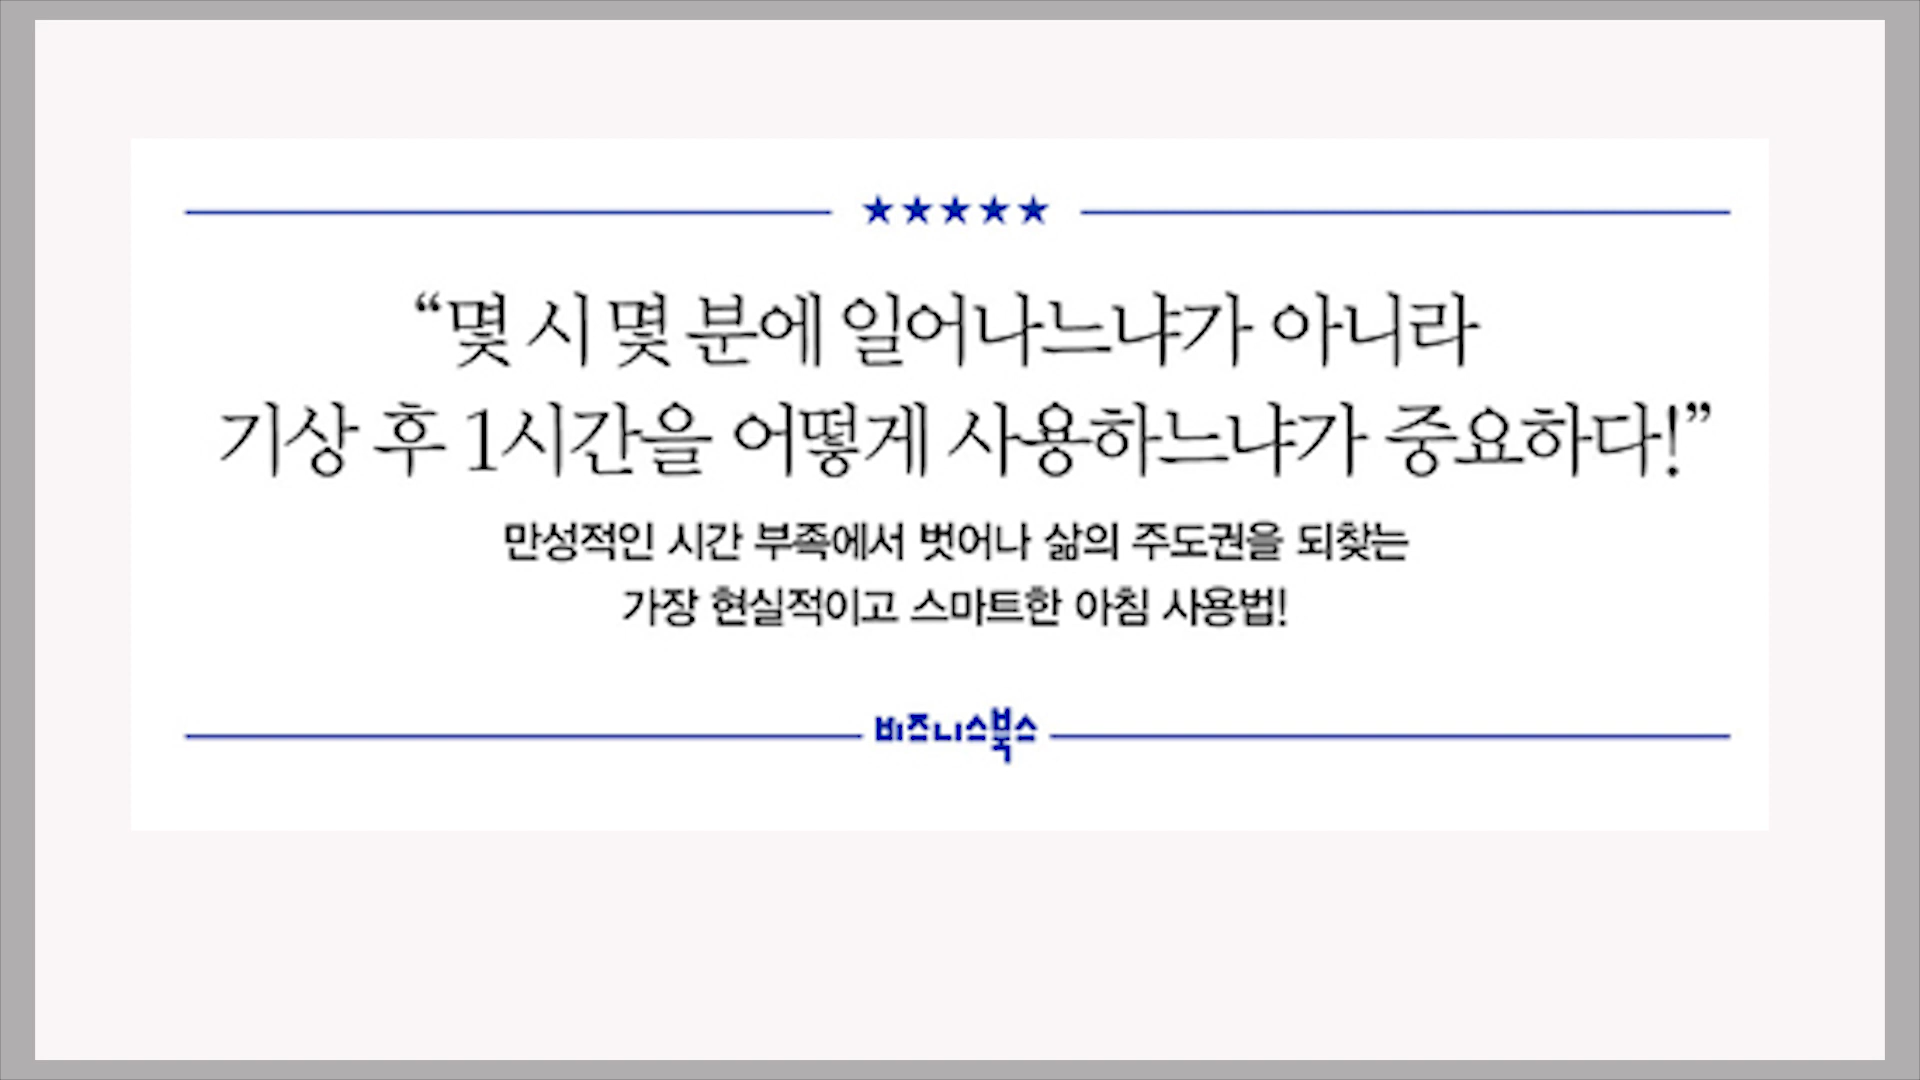 ★★★★★
“몇 시 몇 분에 일어나느냐가 아니라
기상 후 1시간을 어떻게 사용하느냐가 중요하다!”
만성적인 시간 부족에서 벗어나 삶의 주도권을 되찾는
가장 현실적이고 스마트한 아침 사용법!
비즈니스북스